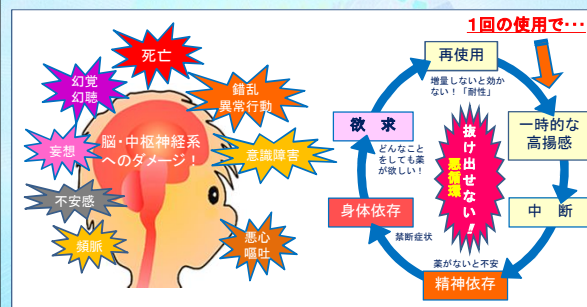 1回の使用で･･･
死亡
幻覚
幻聴
錯乱
異常行動
妄想
脳・中枢神経系
へのダメージ！
意識障害
不安感
頻脈
悪心
嘔吐
再使用
増量しないと効か
ない！「耐性」
一時的な
高揚感
中　断
薬がないと不安
精神依存
禁断症状
身体依存
どんなこと
をしても薬
が欲しい！
欲　求
抜け出せない！！
悪循環